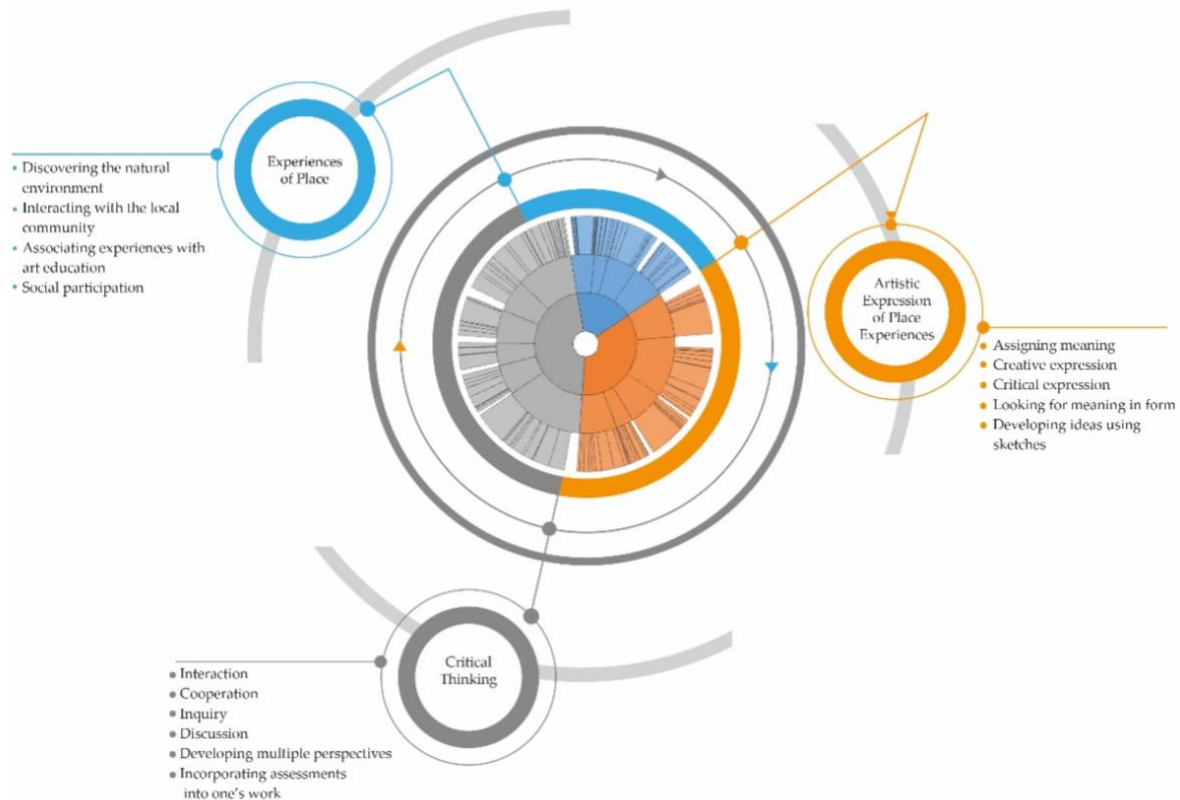 Experiences
of Place
• Discovering the natural
environment
• Interacting with the local
community
• Associating experiences with
art education
• Social participation
Artistic
Expression
of Place
Experiences
• Assigning meaning
• Creative expression
• Critical expression
• Looking for meaning in form
• Developing ideas using
sketches
Critical
Thinking
• Interaction
• Cooperation
• Inquiry
• Discussion
• Developing multiple perspectives
• Incorporating assessments
into one's work